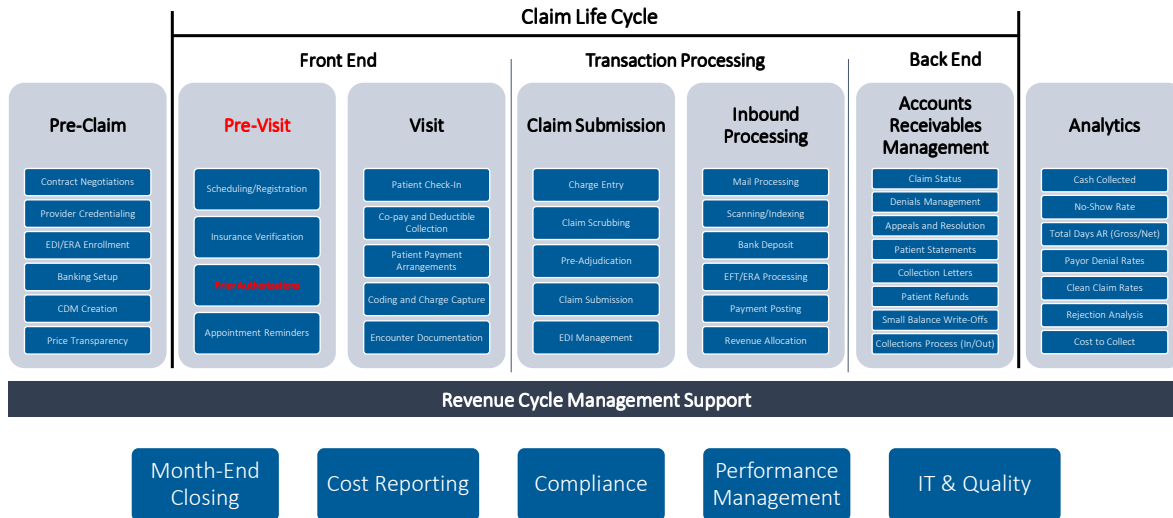 Claim Life Cycle
Front End
Transaction Processing
Back End
Pre-Claim
Contract Negotiations
Provider Credentialing
EDI/ERA Enrollment
Banking Setup
CDM Creation
Price Transparency
Pre-Visit
Scheduling/Registration
Insurance Verification
Prior Authorizations
Appointment Reminders
Visit
Patient Check-In
Co-pay and Deductible
Collection
Patient Payment
Arrangements
Coding and Charge Capture
Encounter Documentation
Claim Submission
Charge Entry
Claim Scrubbing
Pre-Adjudication
Claim Submission
EDI Management
Inbound
Processing
Mail Processing
Scanning/Indexing
Bank Deposit
EFT/ERA Processing
Payment Posting
Revenue Allocation
Accounts
Receivables
Management
Claim Status
Denials Management
Appeals and Resolution
Patient Statements
Collection Letters
Patient Refunds
Small Balance Write-Offs
Collections Process (In/Out)
Analytics
Cash Collected
No-Show Rate
Total Days AR (Gross/Net)
Payor Denial Rates
Clean Claim Rates
Rejection Analysis
Cost to Collect
Revenue Cycle Management Support
Month-End
Closing
Cost Reporting
Compliance
Performance
Management
IT & Quality